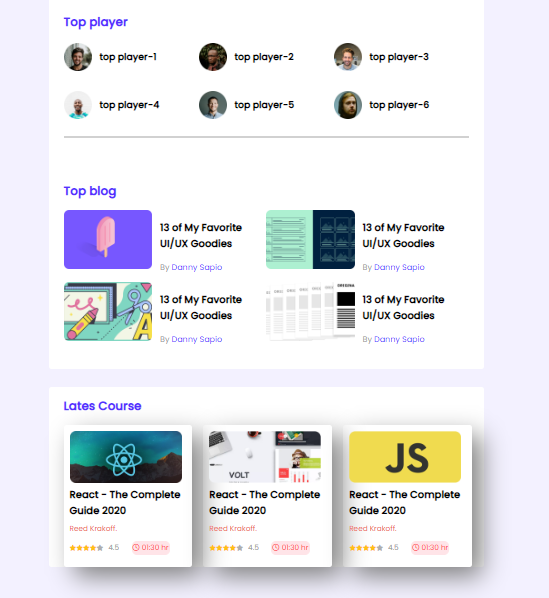 Top player
top player-1
top player-2
top player-3
top player-4
top player-5
top player-6
Top blog
13 of My Favorite
UI/UX Goodies
By Danny Sapio
13 of My Favorite
UI/UX Goodies
By Danny Sapio
13 of My Favorite
UI/UX Goodies
By Danny Sapio
13 of My Favorite
UI/UX Goodies
By Danny Sapio
Lates Course
VOLT
JS
React - The Complete
Guide 2020
Reed Krakoff.
4.5
01:30 hr
React - The Complete
Guide 2020
Reed Krakoff.
4.5
01:30 hr
React - The Complete
Guide 2020
Reed Krakoff.
4.5
01:30 hr